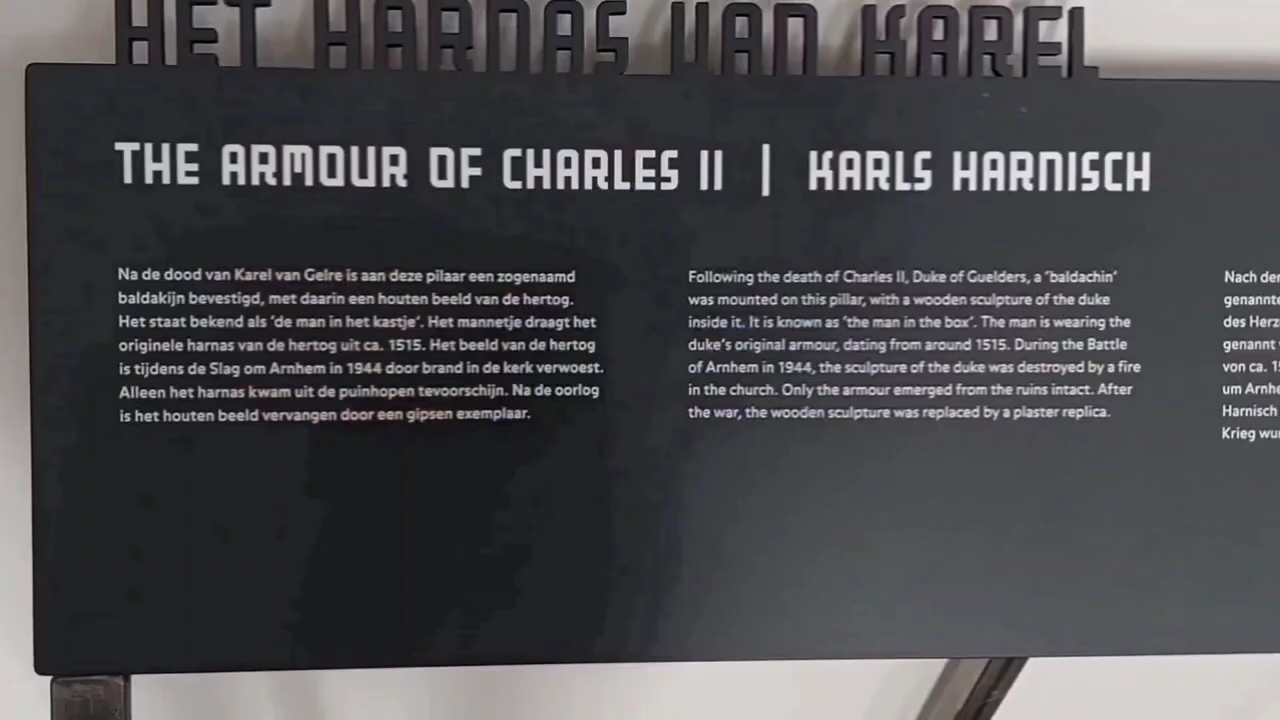 HET HARNAS VAN KAREL
THE ARMOUR OF CHARLES II | KARLS HARNISCH
Na de dood van Karel van Gelre is aan deze pilaar een zogenaamd
baldakijn bevestigd, met daarin een houten beeld van de hertog.
Het staat bekend als ‘de man in het kastje’. Het mannetje draagt het
originele harnas van de hertog uit ca. 1515. Het beeld van de hertog
is tijdens de Slag om Arnhem in 1944 door brand in de kerk verwoest.
Alleen het harnas kwam uit de puinhopen tevoorschijn. Na de oorlog
is het houten beeld vervangen door een gipsen exemplaar.
Following the death of Charles II, Duke of Guelders, a ‘baldachin’
was mounted on this pillar, with a wooden sculpture of the duke
inside it. It is known as ‘the man in the box’. The man is wearing the
duke’s original armour, dating from around 1515. During the Battle
of Arnhem in 1944, the sculpture of the duke was destroyed by a fire
in the church. Only the armour emerged from the ruins intact. After
the war, the wooden sculpture was replaced by a plaster replica.
Nach
genannt
des
genannt
von ca.
um
Harnisch
Krieg